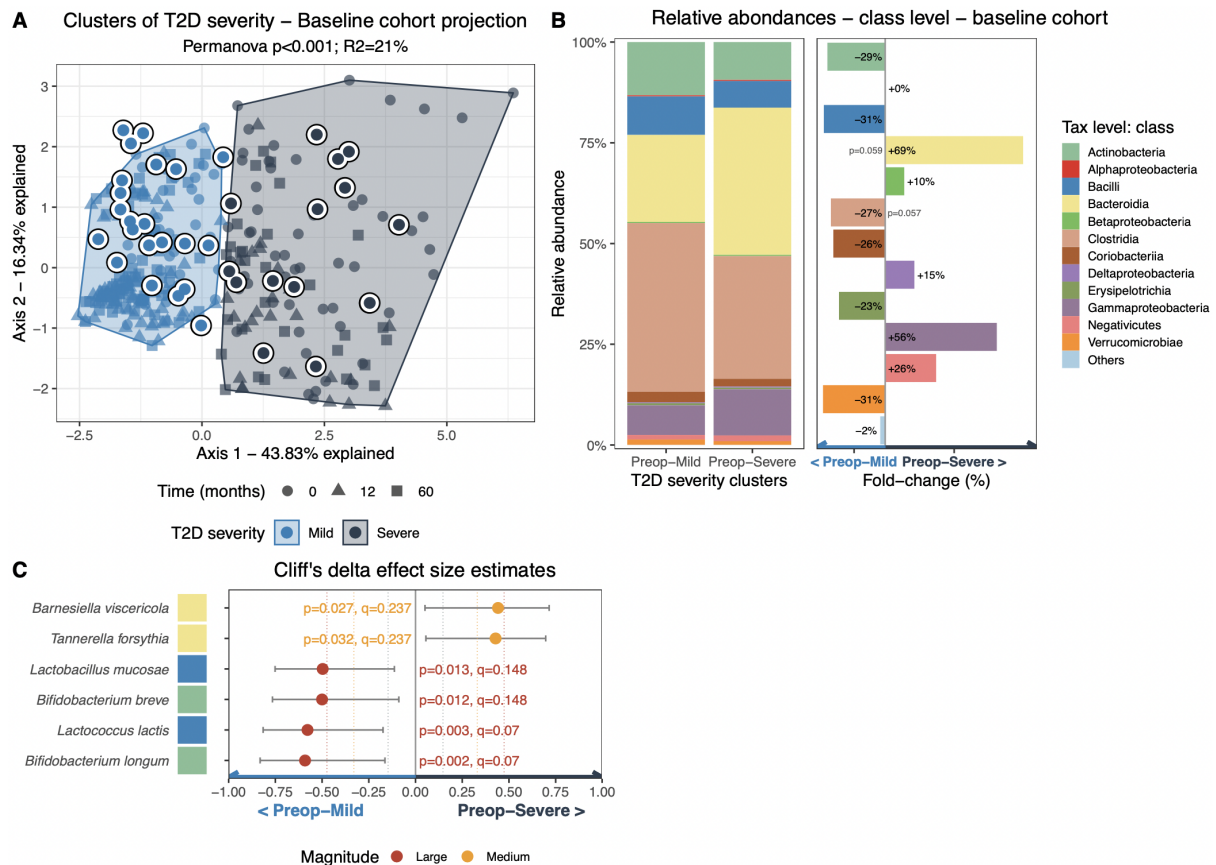 A
Clusters of T2D severity – Baseline cohort projection
Permanova p<0.001; R2=21%
Axis 2 – 16.34% explained
3
2
1
0
−1
−2
−2.5
0.0
2.5
5.0
Axis 1 – 43.83% explained
Time (months)
0
12
60
T2D severity
Mild
Severe
B
Relative abundances – class level – baseline cohort
Relative abundance
100%
75%
50%
25%
0%
Preop−Mild
Preop−Severe
T2D severity clusters
−29%
+0%
−31%
p=0.059
+69%
+10%
−27%
p=0.057
−26%
+15%
−23%
+56%
+26%
−31%
−2%
< Preop−Mild
Preop−Severe >
Fold−change (%)
Tax level: class
Actinobacteria
Alphaproteobacteria
Bacilli
Bacteroidia
Betaproteobacteria
Clostridia
Coriobacteriia
Deltaproteobacteria
Erysipelotrichia
Gammaproteobacteria
Negativicutes
Verrucomicrobiae
Others
C
Cliff's delta effect size estimates
Barnesiella viscericola
p=0.027, q=0.237
Tannerella forsythia
p=0.032, q=0.237
Lactobacillus mucosae
p=0.013, q=0.148
Bifidobacterium breve
p=0.012, q=0.148
Lactococcus lactis
p=0.003, q=0.07
Bifidobacterium longum
p=0.002, q=0.07
−1.00
−0.75
−0.50
−0.25
0.00
0.25
0.50
0.75
1.00
< Preop−Mild
Preop−Severe >
Magnitude
Large
Medium